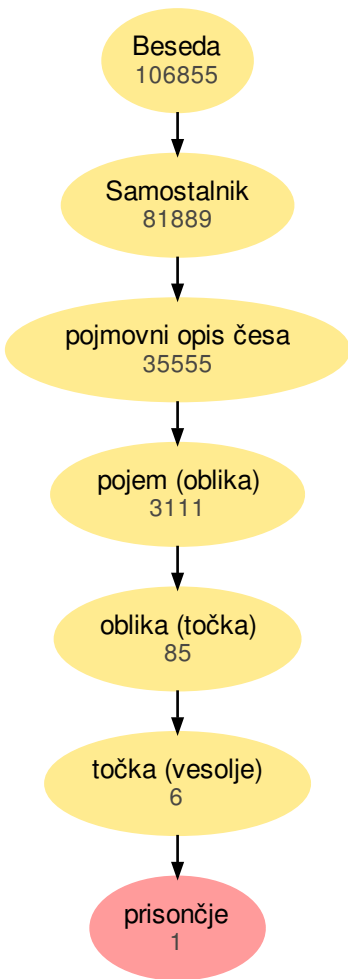 Beseda
106855
Samostalnik
81889
pojmovni opis česa
35555
pojem (oblika)
3111
oblika (točka)
85
točka (vesolje)
6
prisončje
1